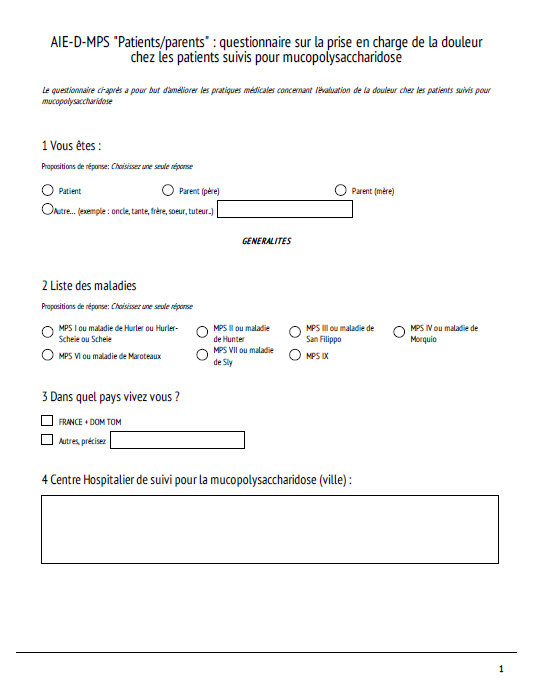 AIE-D-MPS "Patients/parents" : questionnaire sur la prise en charge de la douleur
chez les patients suivis pour mucopolysaccharidose
Le questionnaire ci-après a pour but d'améliorer les pratiques médicales concernant l'évaluation de la douleur chez les patients suivis pour
mucopolysaccharidose
1 Vous êtes :
Propositions de réponse: Choisissez une seule réponse
Patient Parent (père) Parent (mère)
Autre... (exemple : oncle, tante, frère, soeur, tuteur..)
GENERALITES
2 Liste des maladies
Propositions de réponse: Choisissez une seule réponse
MPS I ou maladie de Hurler ou Hurler-
Scheie ou Scheie
MPS II ou maladie
de Hunter
MPS III ou maladie de
San Filippo
MPS IV ou maladie de
Morquio
MPS VI ou maladie de Maroteaux
MPS VII ou maladie
de Sly
MPS IX
3 Dans quel pays vivez vous ?
FRANCE + DOM TOM
Autres, précisez
4 Centre Hospitalier de suivi pour la mucopolysaccharidose (ville) :
1